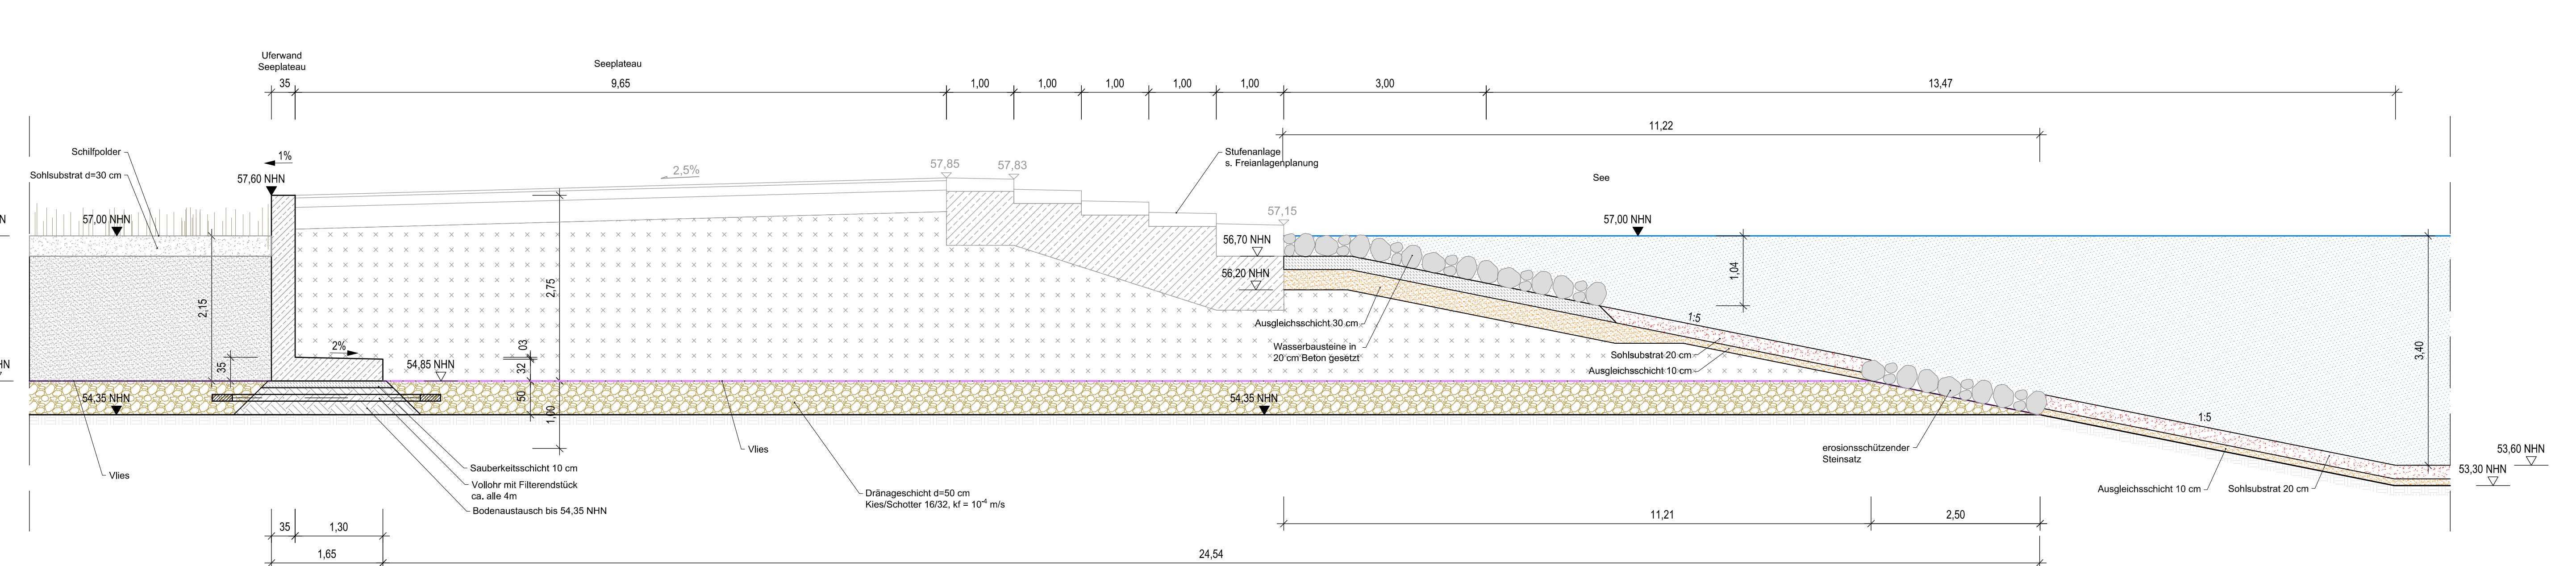 Uferwand
Seeplateau
Seeplateau
35
9,65
1,00
1,00
1,00
1,00
1,00
3,00
13,47
11,22
Schilfpolder
Sohlsubstrat d=30 cm
1%
57,60 NHN
2,5%
57,85
57,83
Stufenanlage
s. Freianlagenplanung
See
57,00 NHN
57,15
57,00 NHN
56,70 NHN
56,20 NHN
2,15
2,75
1,04
3,40
Ausgleichsschicht 30 cm
Wasserbausteine in
20 cm Beton gesetzt
1:5
Sohlsubstrat 20 cm
Ausgleichsschicht 10 cm
2%
03
35
32
54,85 NHN
50
1,00
54,35 NHN
54,35 NHN
1:5
Vlies
Vlies
Sauberkeitsschicht 10 cm
Vollohr mit Filterendstück
ca. alle 4m
Bodenaustausch bis 54,35 NHN
Dränageschicht d=50 cm
Kies/Schotter 16/32, kf = 10⁻⁴ m/s
erosionsschützender
Steinsatz
Ausgleichsschicht 10 cm
Sohlsubstrat 20 cm
53,60 NHN
53,30 NHN
35
1,30
11,21
2,50
1,65
24,54